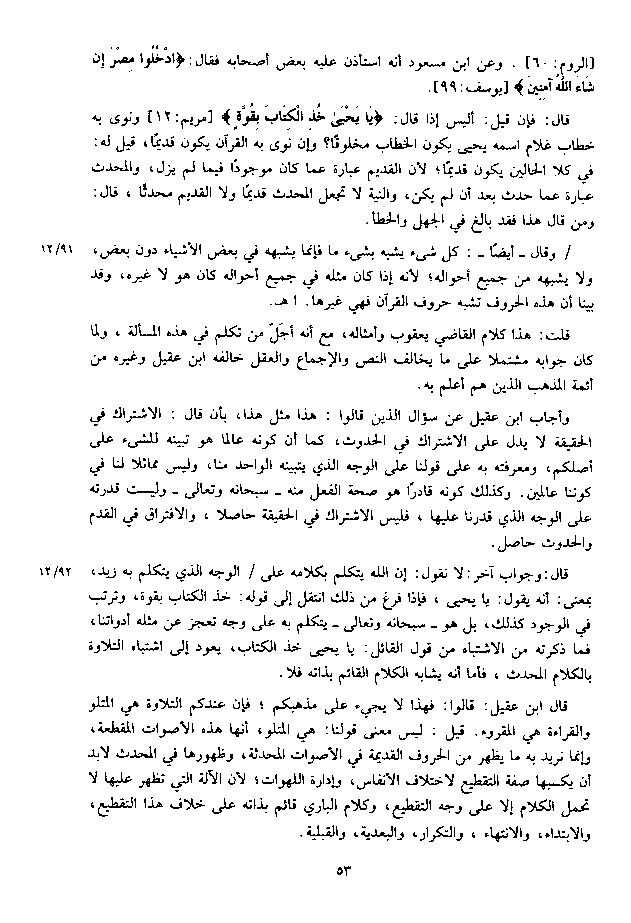 [الروم: ٦٠] . وعن ابن مسعود أنه استأذن عليه بعض أصحابه فقال: ﴿ادْخُلُوا مِصْرَ إِن
شَاءَ اللَّهُ آمِنِينَ﴾ [يوسف: ٩٩].
قال: فإن قيل: أليس إذا قال: ﴿يَا يَحْيَىٰ خُذِ الْكِتَابَ بِقُوَّةٍ﴾ [مريم: ١٢] ونوى به
خطاب غلام اسمه يحيى يكون الخطاب مخلوقًا؟ وإن نوى به القرآن يكون قديمًا، قيل له:
في كلا الحالين يكون قديمًا؛ لأن القديم عبارة عما كان موجودًا فيما لم يزل، والمحدث
عبارة عما حدث بعد أن لم يكن، والنية لا تجعل المحدث قديمًا ولا القديم محدثًا ، قال:
ومن قال هذا فقد بالغ في الجهل والخطأ.
١٢/٩١ / وقال ـ أيضًا ـ : كل شىء يشبه بشىء ما فإنما يشبهه في بعض الأشياء دون بعض،
ولا يشبهه من جميع أحواله؛ لأنه إذا كان مثله في جميع أحواله كان هو لا غيره، وقد
بينا أن هذه الحروف تشبه حروف القرآن فهي غيرها. ا هـ.
قلت: هذا كلام القاضي يعقوب وأمثاله، مع أنه أجَلّ من تكلم في هذه المسألة ، ولما
كان جوابه مشتملا على ما يخالف النص والإجماع والعقل خالفه ابن عقيل وغيره من
أئمة المذهب الذين هم أعلم به.
وأجاب ابن عقيل عن سؤال الذين قالوا : هذا مثل هذا، بأن قال : الاشتراك في
الحقيقة لا يدل على الاشتراك في الحدوث، كما أن كونه عالما هو تبينه للشىء على
أصلكم، ومعرفته به على قولنا على الوجه الذي يتبينه الواحد منا، وليس مماثلا لنا في
كوننا عالمين. وكذلك كونه قادرًا هو صحة الفعل منه ـ سبحانه وتعالى ـ وليست قدرته
على الوجه الذي قدرنا عليها ، فليس الاشتراك في الحقيقة حاصلا ، والافتراق في القدم
والحدوث حاصل.
١٢/٩٢ قال: وجواب آخر: لا نقول: إن الله يتكلم بكلامه على / الوجه الذي يتكلم به زيد،
بمعنى: أنه يقول: يا يحيى ، فإذا فرغ من ذلك انتقل إلى قوله: خذ الكتاب بقوة، وترتب
في الوجود كذلك، بل هو ـ سبحانه وتعالى ـ يتكلم به على وجه تعجز عن مثله أدواتنا،
فما ذكرته من الاشتباه من قول القائل: يا يحيى خذ الكتاب، يعود إلى اشتباه التلاوة
بالكلام المحدث ، فأما أنه يشابه الكلام القائم بذاته فلا.
قال ابن عقيل: قالوا: فهذا لا يجيء على مذهبكم ؛ فإن عندكم التلاوة هي المتلو
والقراءة هي المقروء. قيل : ليس معنى قولنا: هي المتلو، أنها هذه الأصوات المقطعة،
وإنما نريد به ما يظهر من الحروف القديمة في الأصوات المحدثة، وظهورها في المحدث لابد
أن يكسبها صفة التقطيع لاختلاف الأنفاس، وإدارة اللهوات؛ لأن الآلة التي تظهر عليها لا
تحمل الكلام إلا على وجه التقطيع، وكلام الباري قائم بذاته على خلاف هذا التقطيع،
والابتداء، والانتهاء ، والتكرار، والبعدية، والقبلية.
٥٣